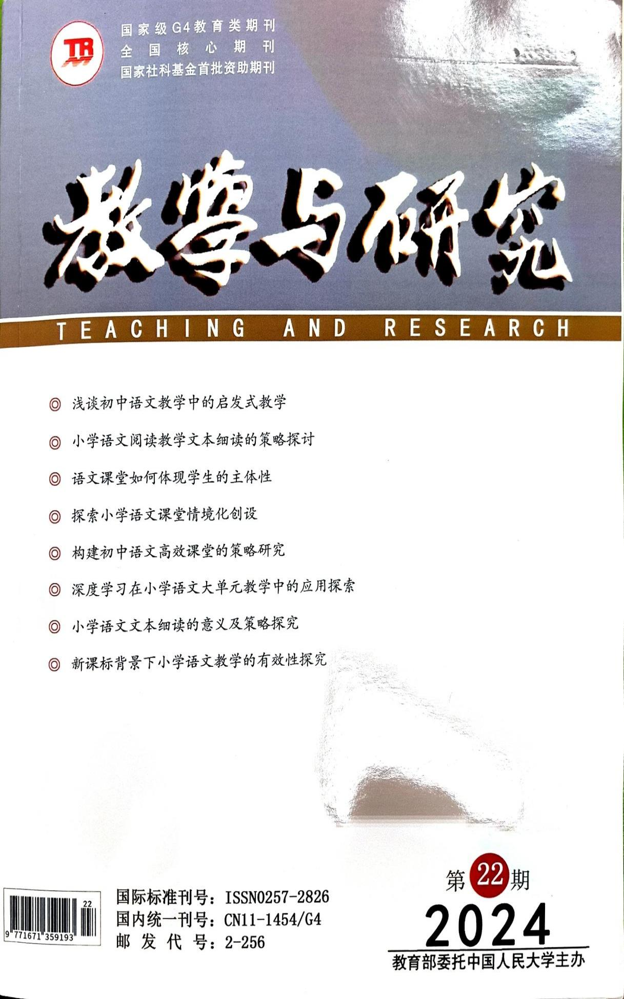 TR
国家级G4教育类期刊
全国核心期刊
国家社科基金首批资助期刊
教学与研究
TEACHING AND RESEARCH
◎ 浅谈初中语文教学中的启发式教学
◎ 小学语文阅读教学文本细读的策略探讨
◎ 语文课堂如何体现学生的主体性
◎ 探索小学语文课堂情境化创设
◎ 构建初中语文高效课堂的策略研究
◎ 深度学习在小学语文大单元教学中的应用探索
◎ 小学语文文本细读的意义及策略探究
◎ 新课标背景下小学语文教学的有效性探究
第22期
2024
教育部委托中国人民大学主办
国际标准刊号：ISSN0257-2826
国内统一刊号：CN11-1454/G4
邮发代号：2-256
22
9 771671 359193